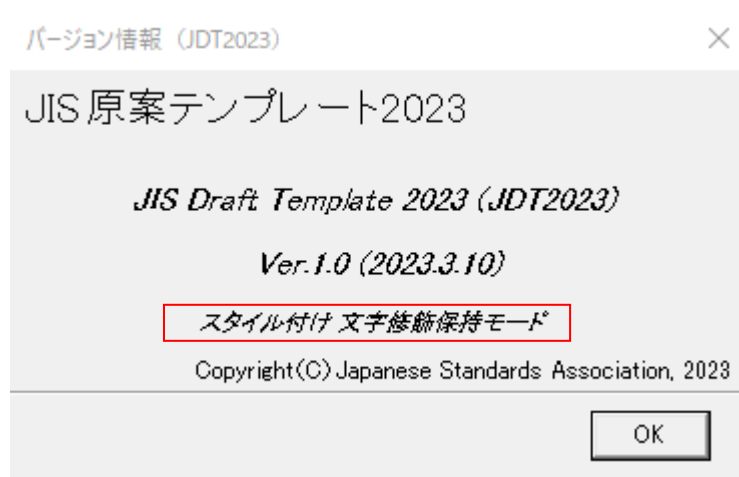 バージョン情報（JDT2023）
JIS原案テンプレート2023
JIS Draft Template 2023 (JDT2023)
Ver.1.0 (2023.3.10)
スタイル付け 文字修飾保持モード
Copyright(C) Japanese Standards Association, 2023
OK